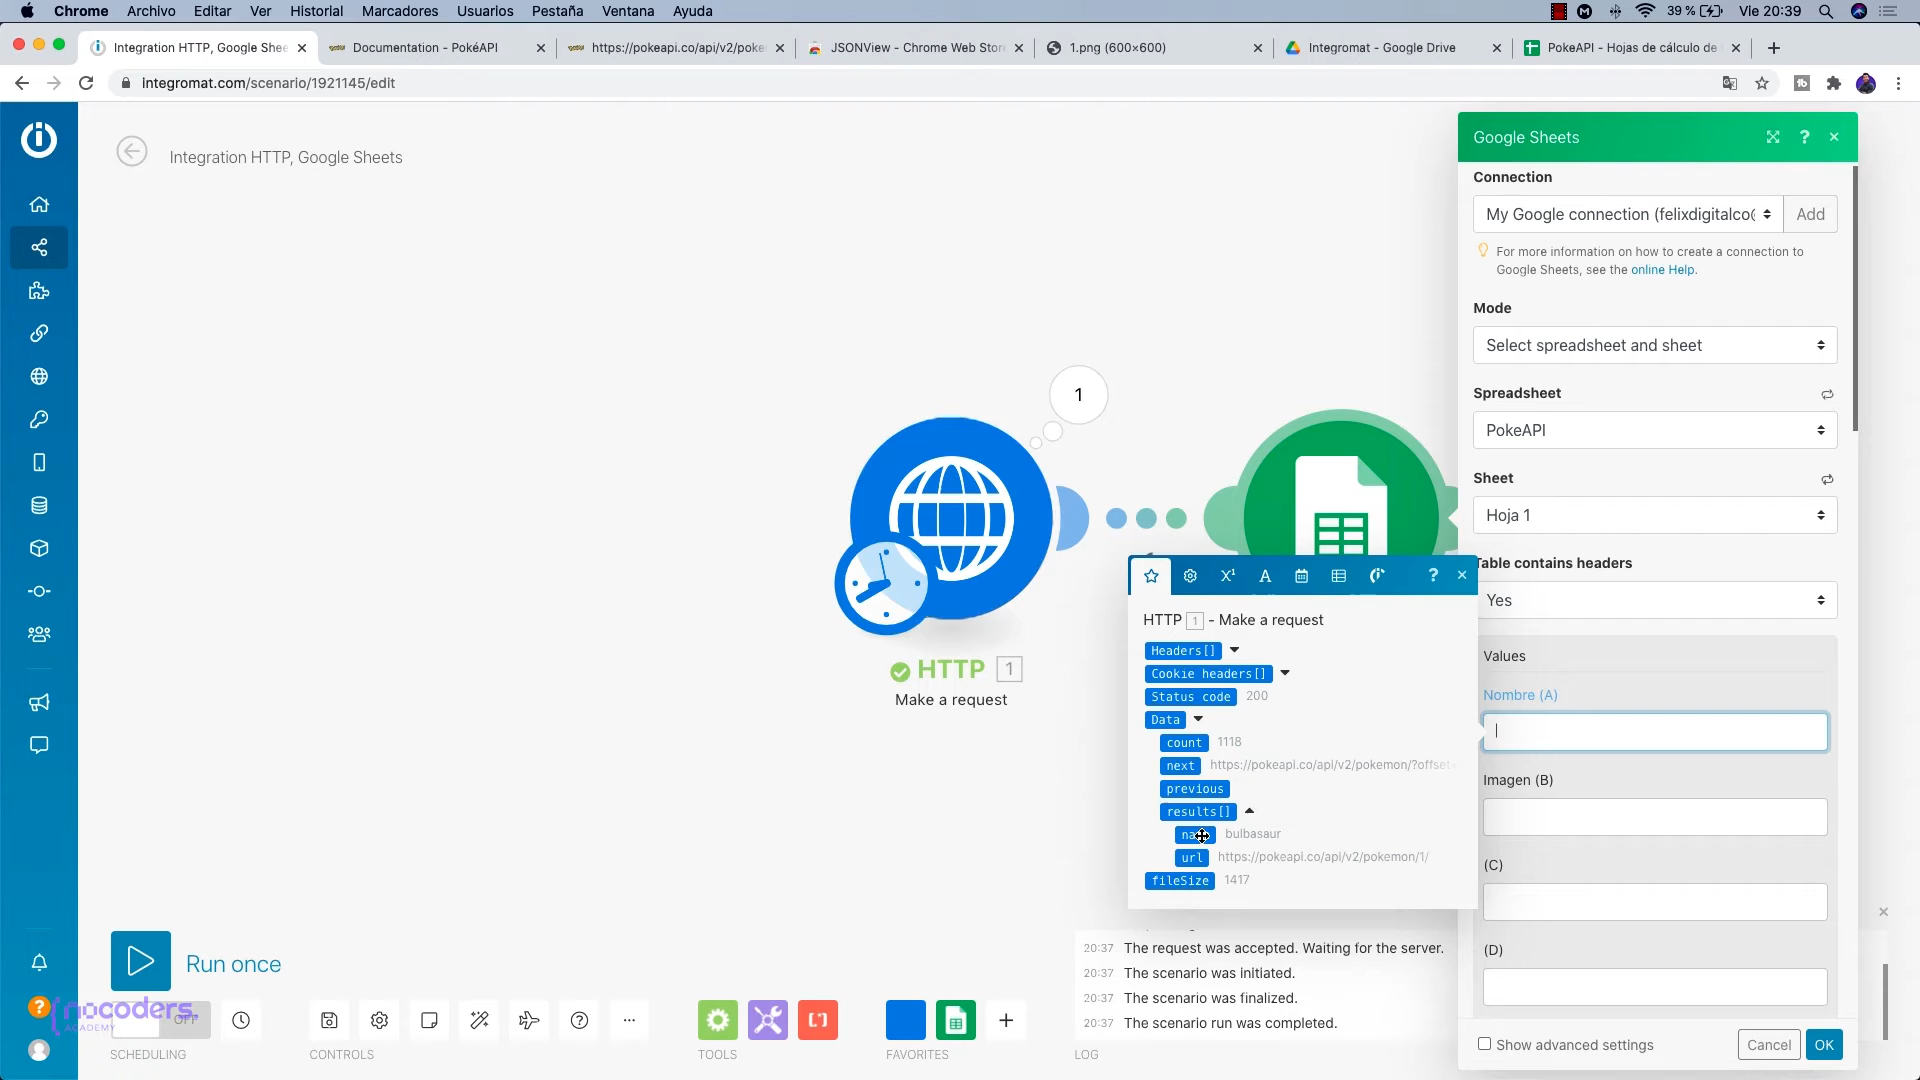 Chrome Archivo Editar Ver Historial Marcadores Usuarios Pestaña Ventana Ayuda 39 % Vie 20:39
Integration HTTP, Google Shee
Documentation - PokéAPI
https://pokeapi.co/api/v2/poke
JSONView - Chrome Web Stor
1.png (600×600)
Integromat - Google Drive
PokeAPI - Hojas de cálculo de
integromat.com/scenario/1921145/edit
Integration HTTP, Google Sheets
Google Sheets
Connection
My Google connection (felixdigitalco@
Add
For more information on how to create a connection to
Google Sheets, see the online Help.
Mode
Select spreadsheet and sheet
Spreadsheet
PokeAPI
Sheet
Hoja 1
Table contains headers
Yes
Values
Nombre (A)
Imagen (B)
(C)
(D)
Show advanced settings
Cancel
OK
1
HTTP 1
Make a request
HTTP 1 - Make a request
Headers[]
Cookie headers[]
Status code 200
Data
count 1118
next https://pokeapi.co/api/v2/pokemon/?offset=
previous
results[]
bulbasaur
url https://pokeapi.co/api/v2/pokemon/1/
fileSize 1417
20:37 The request was accepted. Waiting for the server.
20:37 The scenario was initiated.
20:37 The scenario was finalized.
20:37 The scenario run was completed.
Run once
nocoders.
ACADEMY
OFF
SCHEDULING
CONTROLS
TOOLS
FAVORITES
LOG